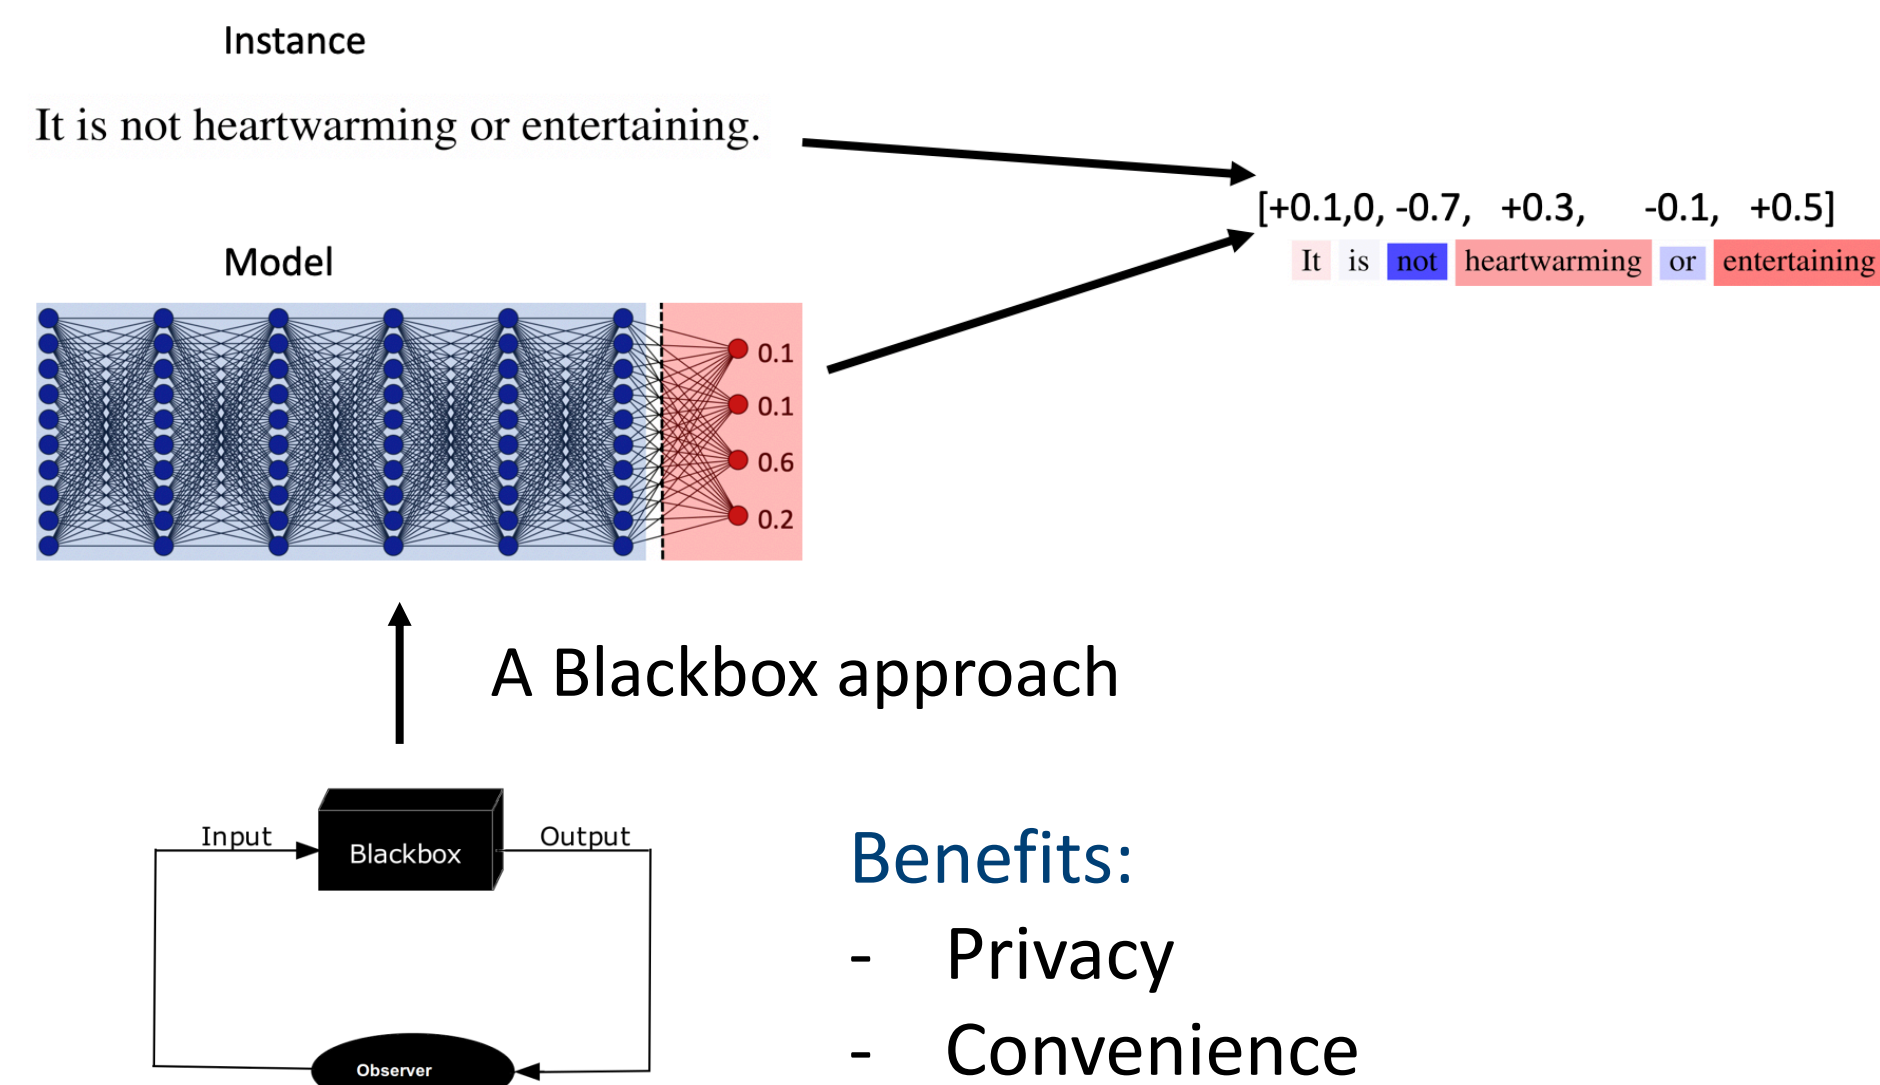 Instance
It is not heartwarming or entertaining.
[+0.1,0, -0.7, +0.3, -0.1, +0.5]
It is not heartwarming or entertaining
Model
0.1
0.1
0.6
0.2
A Blackbox approach
Input
Blackbox
Output
Observer
Benefits:
- Privacy
- Convenience